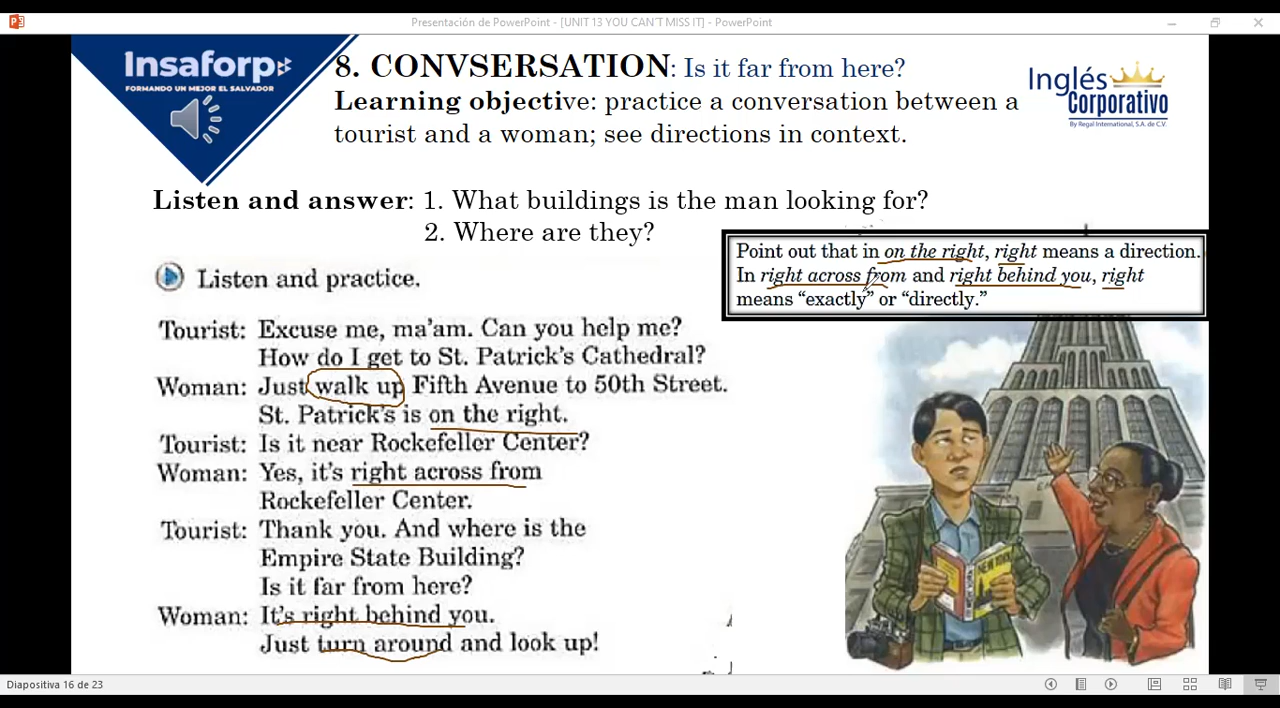 Presentación de PowerPoint - [UNIT 13 YOU CAN'T MISS IT] - PowerPoint
Insaforp
FORMANDO UN MEJOR EL SALVADOR
8. CONVSERSATION: Is it far from here?
Learning objective: practice a conversation between a
tourist and a woman; see directions in context.
Inglés
Corporativo
By Regal International, S.A. de C.V.
Listen and answer: 1. What buildings is the man looking for?
2. Where are they?
Point out that in on the right, right means a direction.
In right across from and right behind you, right
means "exactly" or "directly."
Listen and practice.
Tourist: Excuse me, ma'am. Can you help me?
How do I get to St. Patrick's Cathedral?
Woman: Just walk up Fifth Avenue to 50th Street.
St. Patrick's is on the right.
Tourist: Is it near Rockefeller Center?
Woman: Yes, it's right across from
Rockefeller Center.
Tourist: Thank you. And where is the
Empire State Building?
Is it far from here?
Woman: It's right behind you.
Just turn around and look up!
NEW YORK
Diapositiva 16 de 23